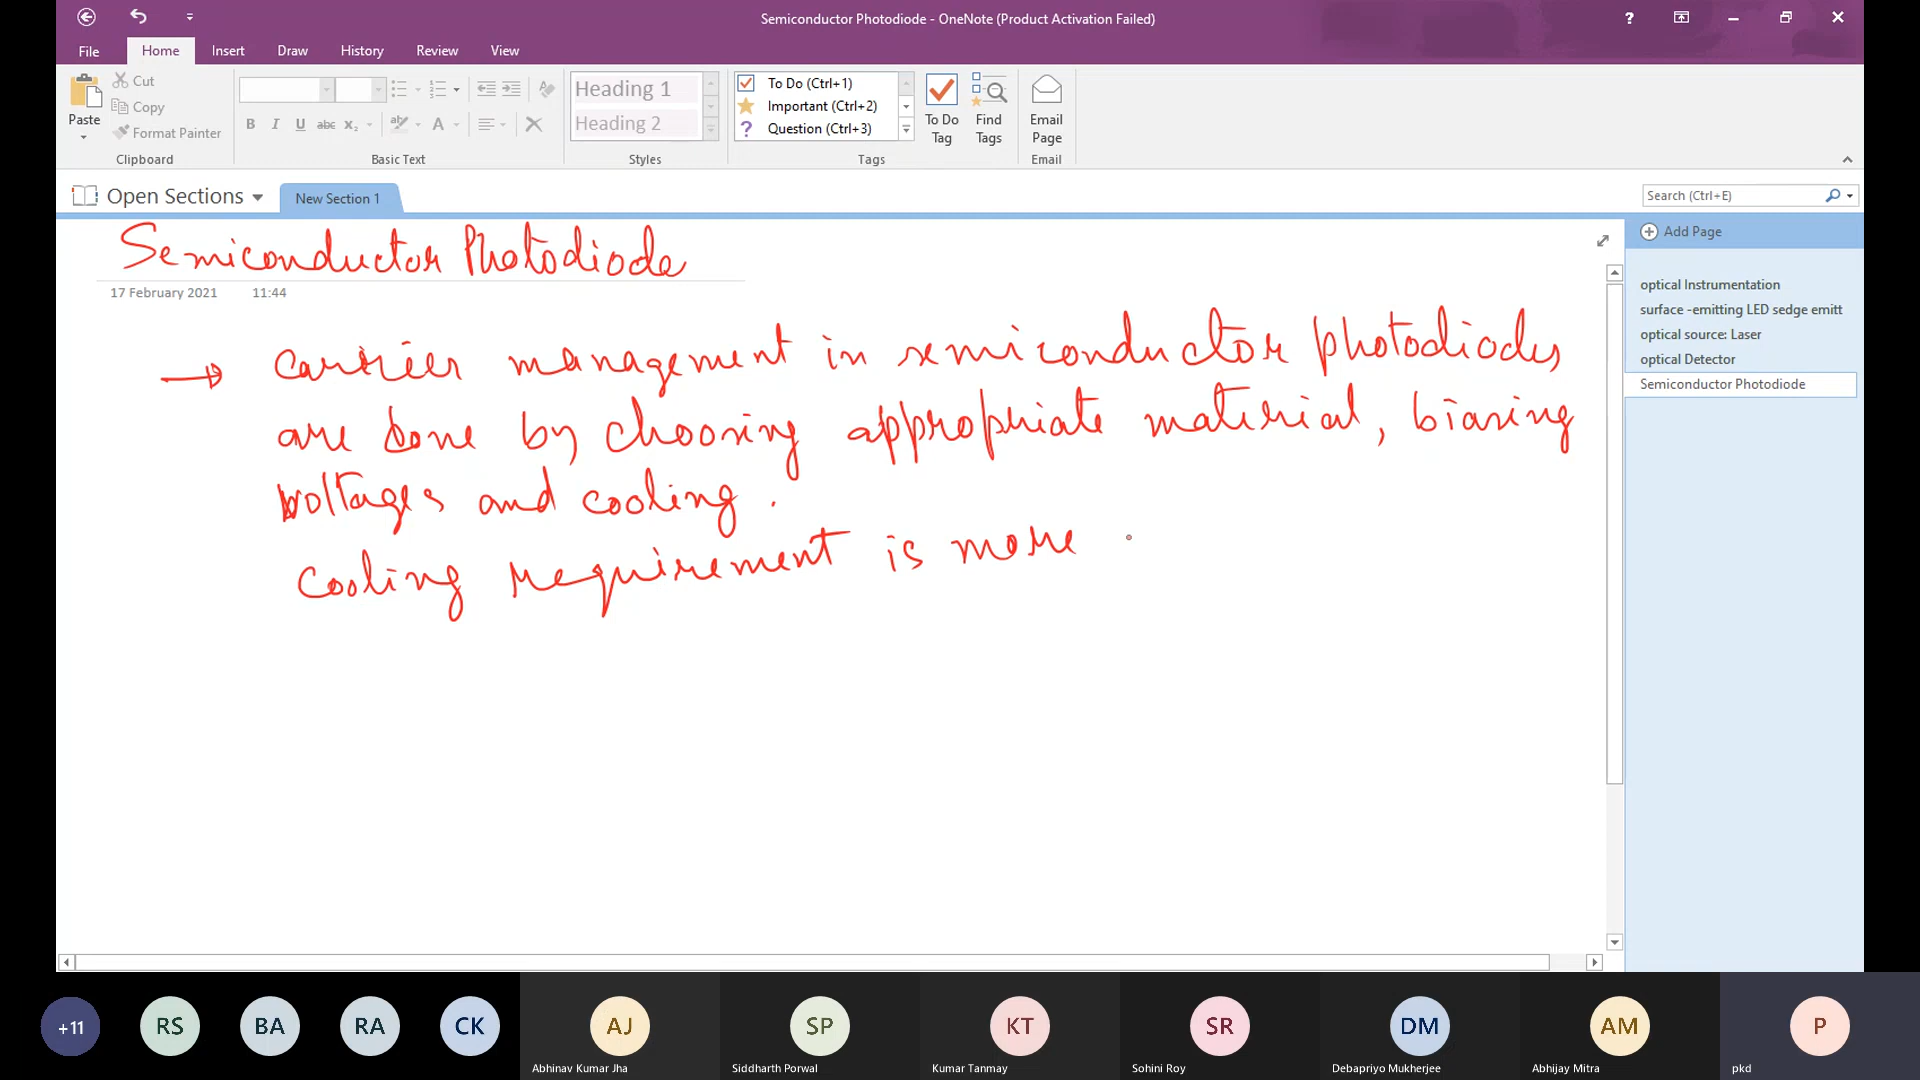 Semiconductor Photodiode - OneNote (Product Activation Failed)
?
File Home Insert Draw History Review View
Paste
Cut
Copy
Format Painter
Clipboard
B I U abc x₂ A
Basic Text
Heading 1
Heading 2
Styles
To Do (Ctrl+1)
Important (Ctrl+2)
Question (Ctrl+3)
To Do Tag
Find Tags
Tags
Email Page
Email
Open Sections
New Section 1
Search (Ctrl+E)
Semiconductor Photodiode
17 February 2021 11:44
→ carrier management in semiconductor photodiodes
are done by choosing appropriate material, biasing
voltages and cooling.
cooling requirement is more
Add Page
optical Instrumentation
surface -emitting LED sedge emitt
optical source: Laser
optical Detector
Semiconductor Photodiode
+11 RS BA RA CK AJ SP KT SR DM AM P
Abhinav Kumar Jha Siddharth Porwal Kumar Tanmay Sohini Roy Debapriyo Mukherjee Abhijay Mitra pkd